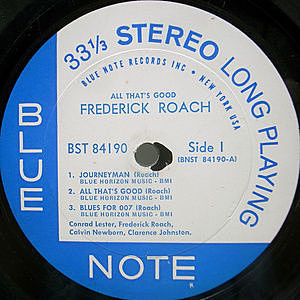 33 1/3 STEREO LONG PLAYING
BLUE NOTE RECORDS INC • NEW YORK USA
ALL THAT'S GOOD
FREDERICK ROACH
BST 84190
Side 1
(BNST 84190-A)
1. JOURNEYMAN (Roach)
BLUE HORIZON MUSIC - BMI
2. ALL THAT'S GOOD (Roach)
BLUE HORIZON MUSIC - BMI
3. BLUES FOR 007 (Roach)
BLUE HORIZON MUSIC - BMI
Conrad Lester, Frederick Roach,
Calvin Newborn, Clarence Johnston.
BLUE
NOTE